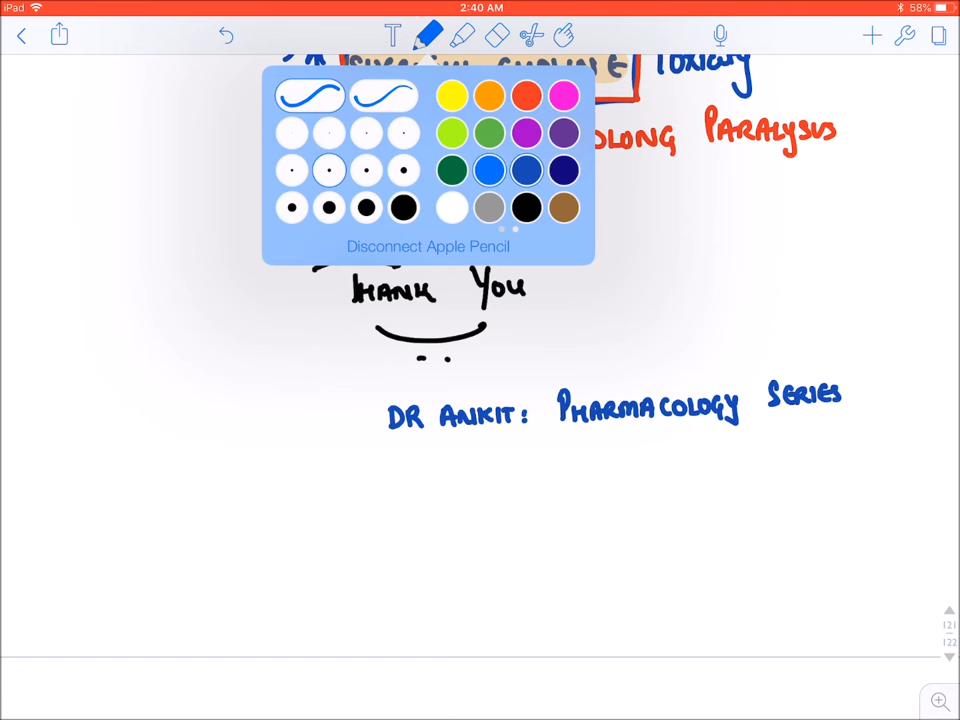 iPad 2:40 AM 58%
T
Toxicity
PARALYSIS
Disconnect Apple Pencil
THANK YOU
DR ANKIT: PHARMACOLOGY SERIES
121
122